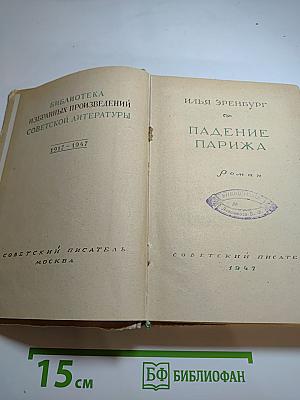 БИБЛИОТЕКА
ИЗБРАННЫХ ПРОИЗВЕДЕНИЙ
СОВЕТСКОЙ ЛИТЕРАТУРЫ
1917-1947
СОВЕТСКИЙ ПИСАТЕЛЬ
МОСКВА
ИЛЬЯ ЭРЕНБУРГ
ПАДЕНИЕ
ПАРИЖА
Роман
СОВЕТСКИЙ ПИСАТЕ
1947
15 см
БФ БИБЛИОФАН